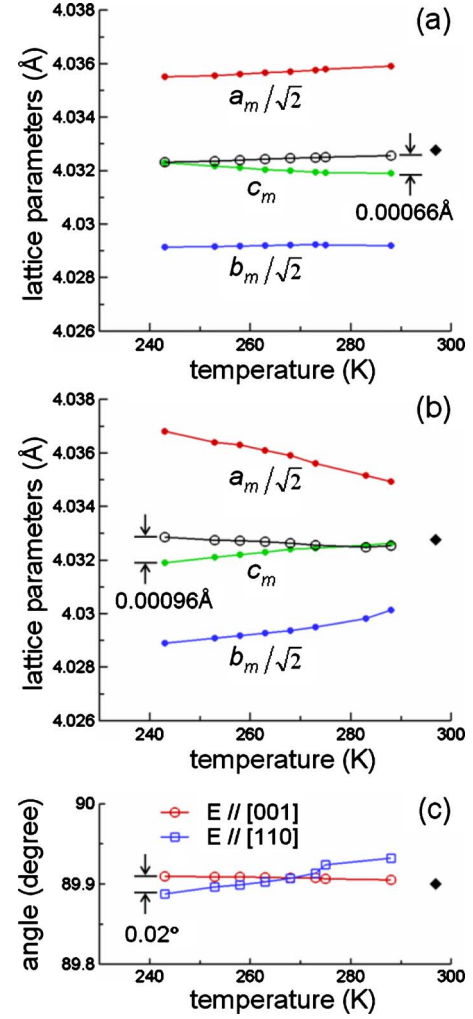 (a)
4.038
4.036
4.034
4.032
4.03
4.028
4.026
lattice parameters (Å)
a_m/√2
c_m
0.00066Å
b_m/√2
240 260 280 300
temperature (K)
(b)
4.038
4.036
4.034
4.032
4.03
4.028
4.026
lattice parameters (Å)
a_m/√2
c_m
0.00096Å
b_m/√2
240 260 280 300
temperature (K)
(c)
90
89.9
89.8
angle (degree)
E // [001]
E // [110]
0.02°
240 260 280 300
temperature (K)